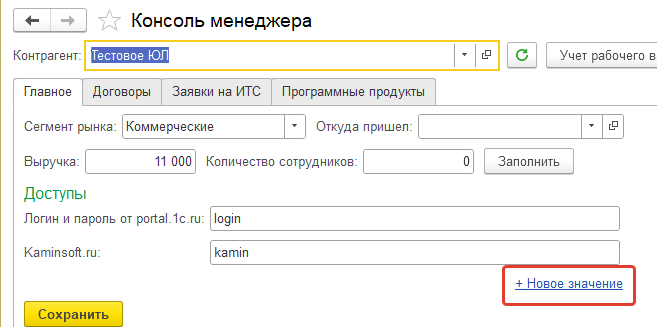 Консоль менеджера
Контрагент: Тестовое ЮЛ Учет рабочего в
Главное Договоры Заявки на ИТС Программные продукты
Сегмент рынка: Коммерческие Откуда пришел:
Выручка: 11 000 Количество сотрудников: 0 Заполнить
Доступы
Логин и пароль от portal.1c.ru: login
Kaminsoft.ru: kamin
+ Новое значение
Сохранить